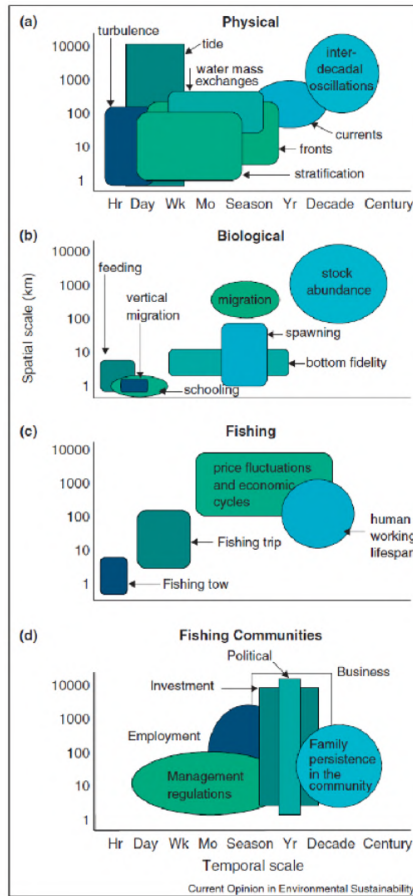 (a) Physical
turbulence
tide
water mass
exchanges
inter-
decadal
oscillations
currents
fronts
stratification
10000
1000
100
10
1
Hr Day Wk Mo Season Yr Decade Century
(b) Biological
feeding
vertical
migration
migration
stock
abundance
spawning
bottom fidelity
schooling
10000
1000
100
10
1
Spatial scale (km)
(c) Fishing
price fluctuations
and economic
cycles
human
working
lifespan
Fishing trip
Fishing tow
10000
1000
100
10
1
(d) Fishing Communities
Political
Business
Investment
Employment
Management
regulations
Family
persistence
in the
community
10000
1000
100
10
1
Hr Day Wk Mo Season Yr Decade Century
Temporal scale
Current Opinion in Environmental Sustainability